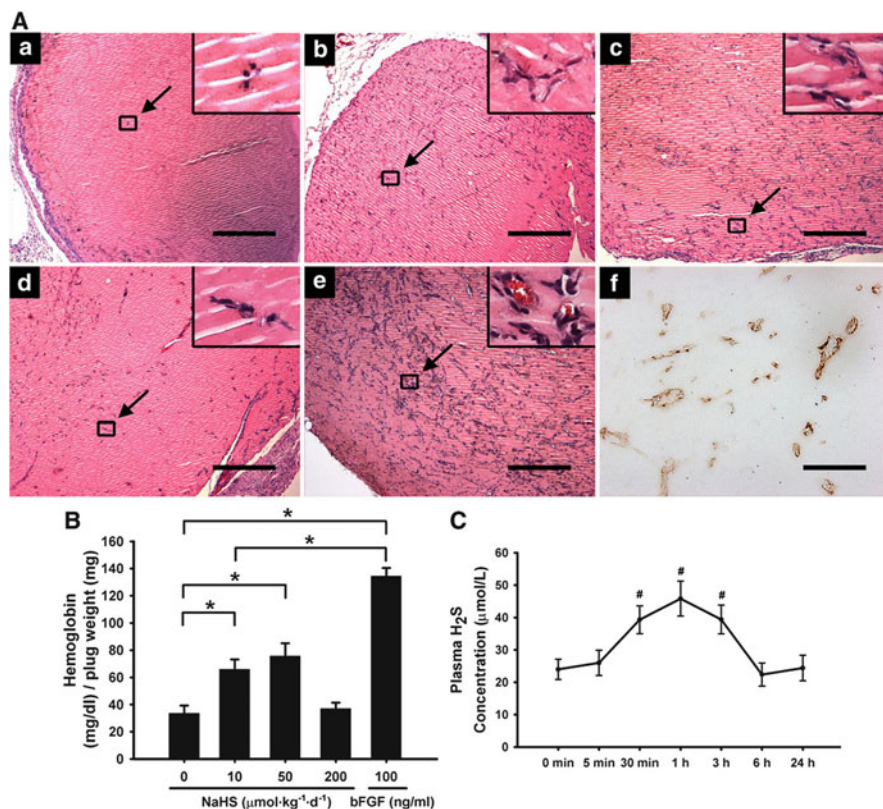 A
a
b
c
d
e
f
B
* 
*
*
*
160
140
120
100
80
60
40
20
0
Hemoglobin
(mg/dl) / plug weight (mg)
0 10 50 200 100
NaHS (μmol·kg⁻¹·d⁻¹) bFGF (ng/ml)
C
60
50
40
30
20
10
0
Plasma H₂S
Concentration (μmol/L)
# # #
0 min 5 min 30 min 1 h 3 h 6 h 24 h